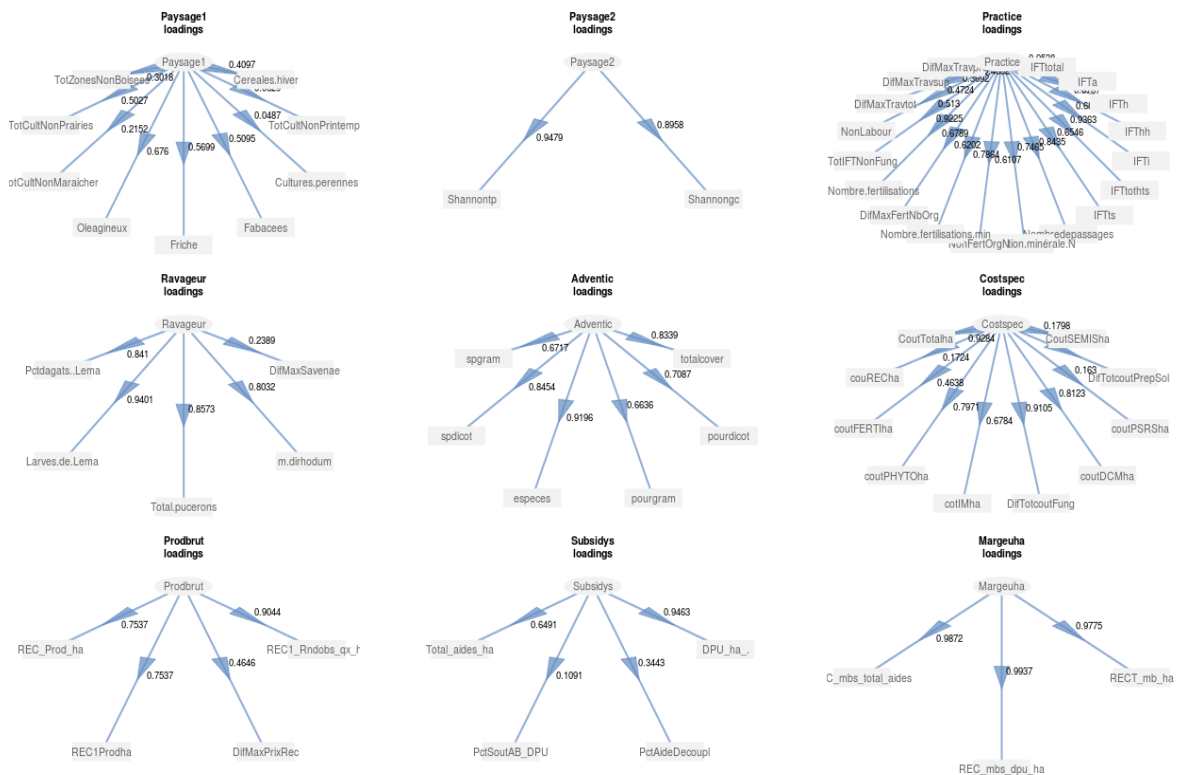 Paysage1
loadings
Paysage1
0.4097
TotZonesNonBoisees
0.3018
Cereales.hiver
0.5027
0.0487
TotCultNonPrairies
0.2152
0.5095
TotCultNonPrintemp
0.676
0.5699
otCultNonMaraicher
Cultures.perennes
Oleagineux
Fabacees
Friche
Paysage2
loadings
Paysage2
0.9479
0.8958
Shannontp
Shannongc
Practice
loadings
Practice
IFTtotal
DifMaxTravsup
IFTa
0.4724
DifMaxTravtot
0.513
IFTh
0.9225
0.9363
NonLabour
0.6789
0.6546
IFThh
0.6202
0.7465
0.8435
0.7864
0.6107
TotIFTNonFung
IFTi
Nombre.fertilisations
IFTtothts
DifMaxFertNbOrg
IFTts
Nombre.fertilisations.min
Nombredepassages
Ravageur
loadings
Ravageur
0.841
0.2389
Pctdagats..Lema
DifMaxSavenae
0.9401
0.8573
0.8032
Larves.de.Lema
m.dirhodum
Total.pucerons
Adventic
loadings
Adventic
0.6717
0.8339
spgram
totalcover
0.8454
0.7087
0.9196
0.6636
spdicot
pourdicot
especes
pourgram
Costspec
loadings
Costspec
0.1798
CoutTotalha
0.9284
CoutSEMISha
0.1724
0.163
couRECha
0.4638
0.8123
DifTotcoutPrepSol
0.7971
0.6784
0.9105
coutFERTIha
coutPSRSha
coutPHYTOha
coutDCMha
cotIMha
DifTotcoutFung
Prodbrut
loadings
Prodbrut
0.7537
0.9044
REC_Prod_ha
REC1_Rndobs_qx_h
0.7537
0.4646
REC1Prodha
DifMaxPrixRec
Subsidys
loadings
Subsidys
0.6491
0.9463
Total_aides_ha
DPU_ha_.
0.1091
0.3443
PctSoutAB_DPU
PctAideDecoupl
Margeuha
loadings
Margeuha
0.9872
0.9775
0.9937
C_mbs_total_aides
RECT_mb_ha
REC_mbs_dpu_ha